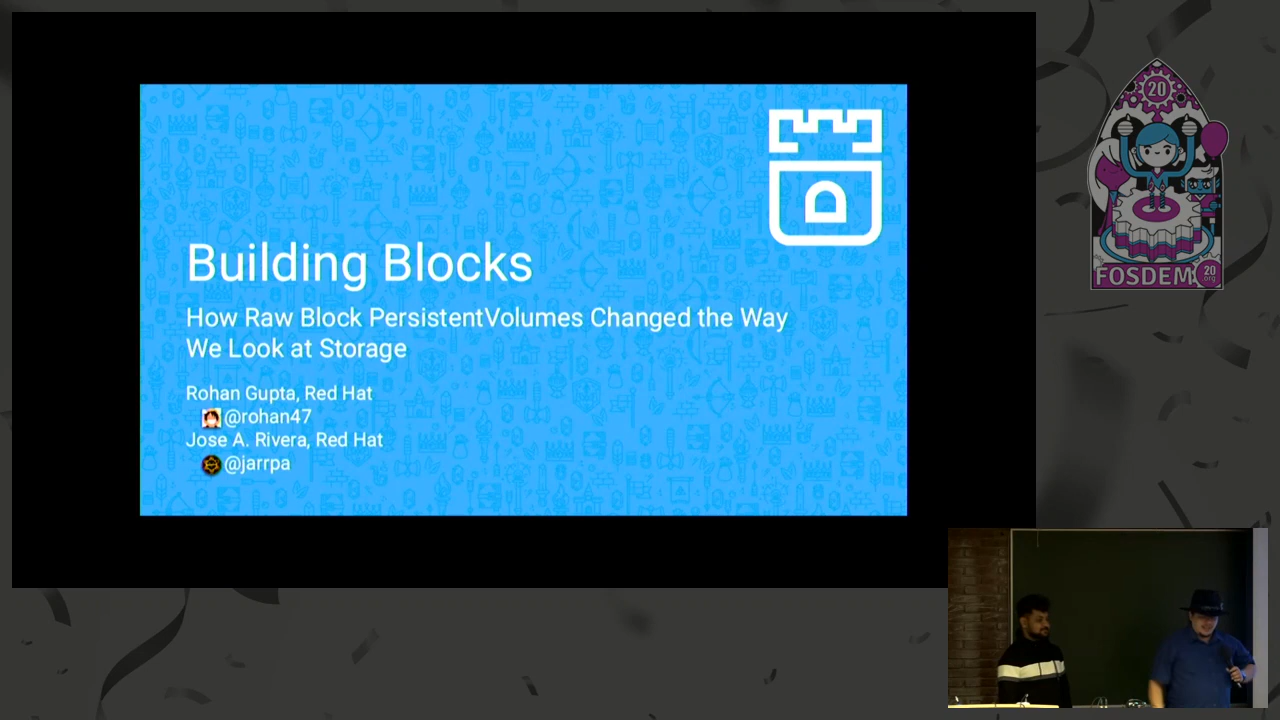 Building Blocks
How Raw Block PersistentVolumes Changed the Way
We Look at Storage
Rohan Gupta, Red Hat
@rohan47
Jose A. Rivera, Red Hat
@jarrpa
20
FOSDEM
20
org